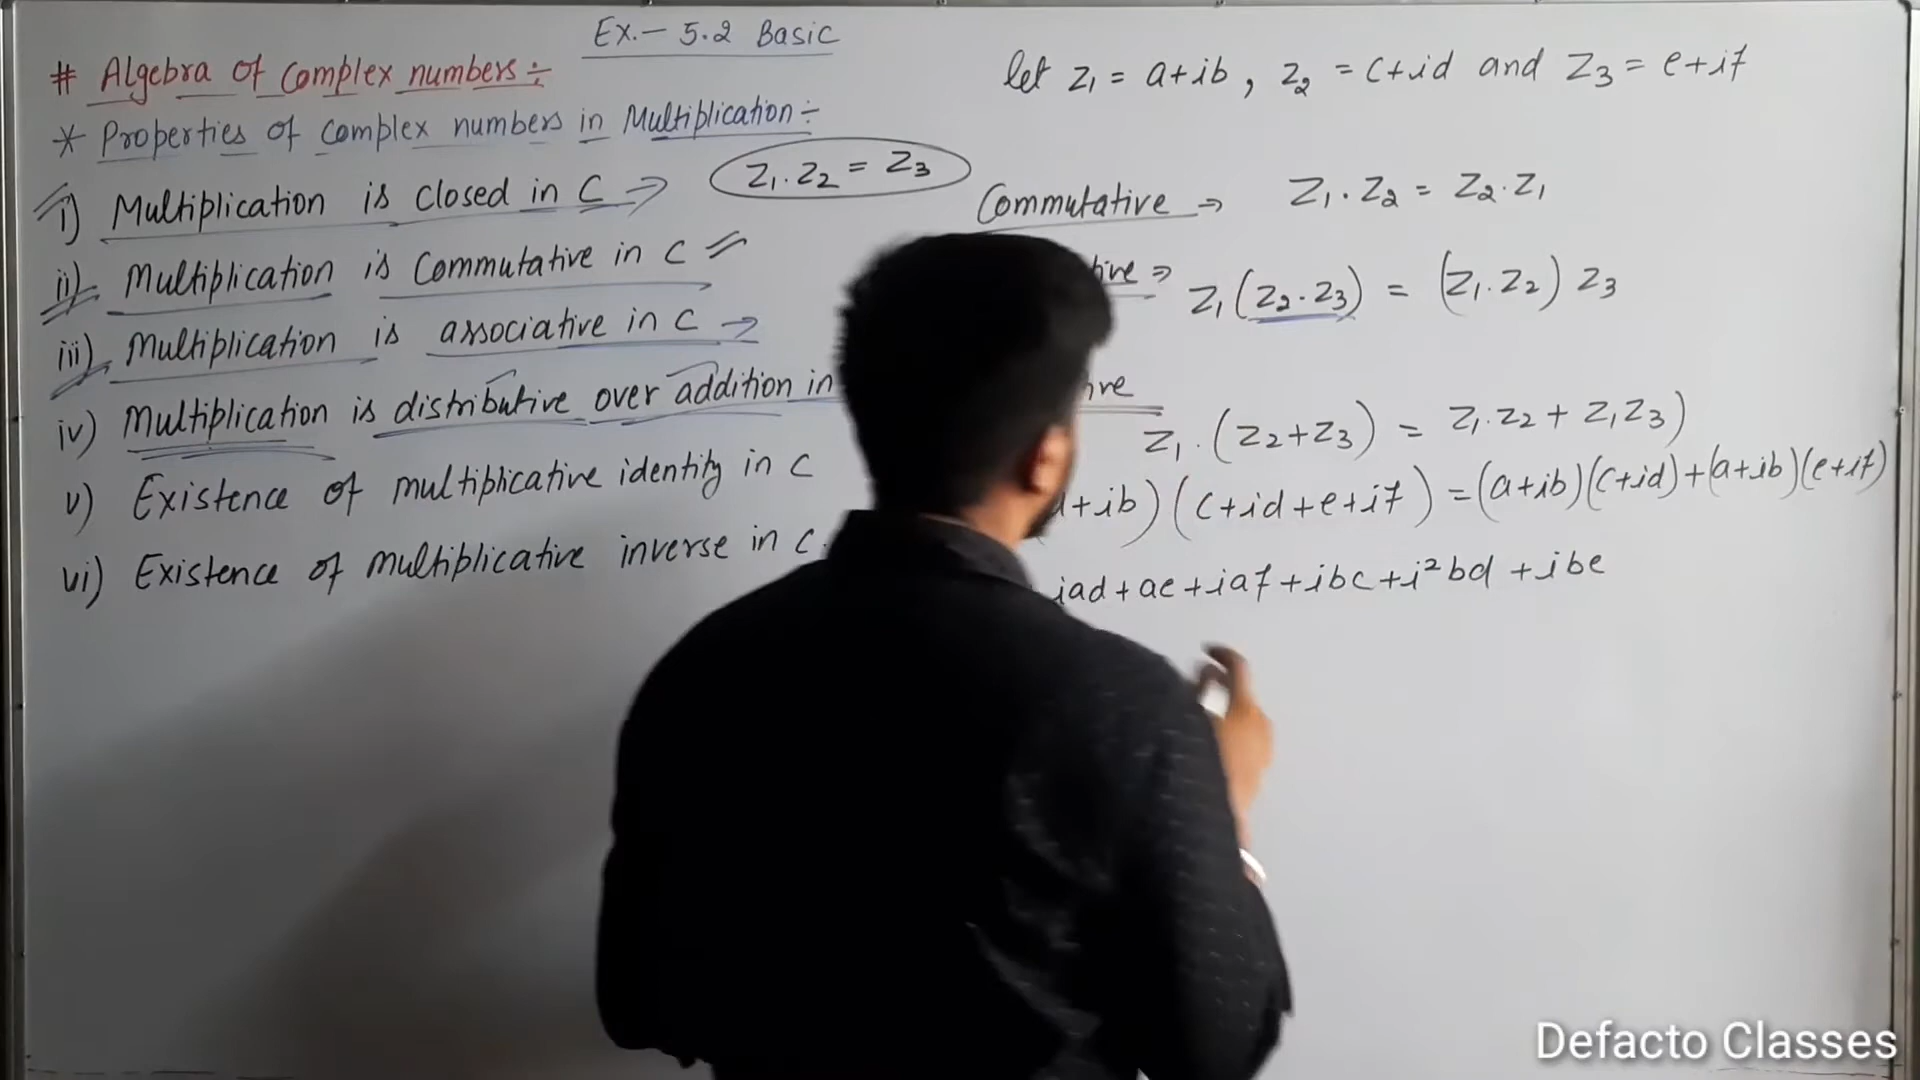 Ex.- 5.2 Basic
# Algebra of Complex numbers÷
* Properties of complex numbers in Multiplication÷
i) Multiplication is closed in C ⇒ Z₁.Z₂ = Z₃
ii) Multiplication is Commutative in C
iii) Multiplication is associative in C →
iv) Multiplication is distributive over addition in
v) Existence of multiplicative identity in C
vi) Existence of multiplicative inverse in C.
let Z₁ = a+ib, Z₂ = c+id and Z₃ = e+if
Commutative ⇒ Z₁.Z₂ = Z₂.Z₁
tive ⇒ Z₁(Z₂.Z₃) = (Z₁.Z₂) Z₃
ive
Z₁.(Z₂+Z₃) = Z₁.Z₂ + Z₁Z₃)
+ib)(c+id+e+if) = (a+ib)(c+id)+(a+ib)(e+if)
iad+ae+iaf+ibc+i²bd+ibe
Defacto Classes